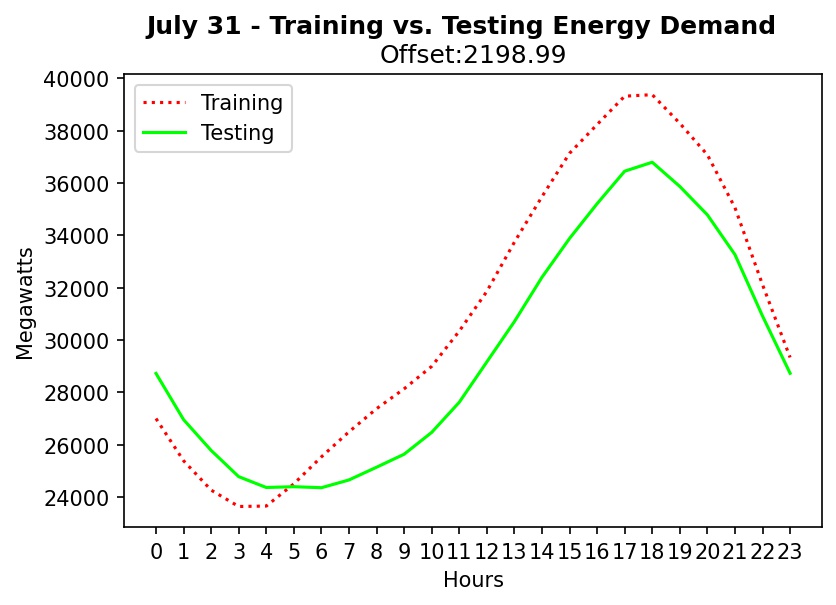 July 31 - Training vs. Testing Energy Demand
Offset:2198.99
Training
Testing
40000
38000
36000
34000
32000
30000
28000
26000
24000
Megawatts
0 1 2 3 4 5 6 7 8 9 10 11 12 13 14 15 16 17 18 19 20 21 22 23
Hours